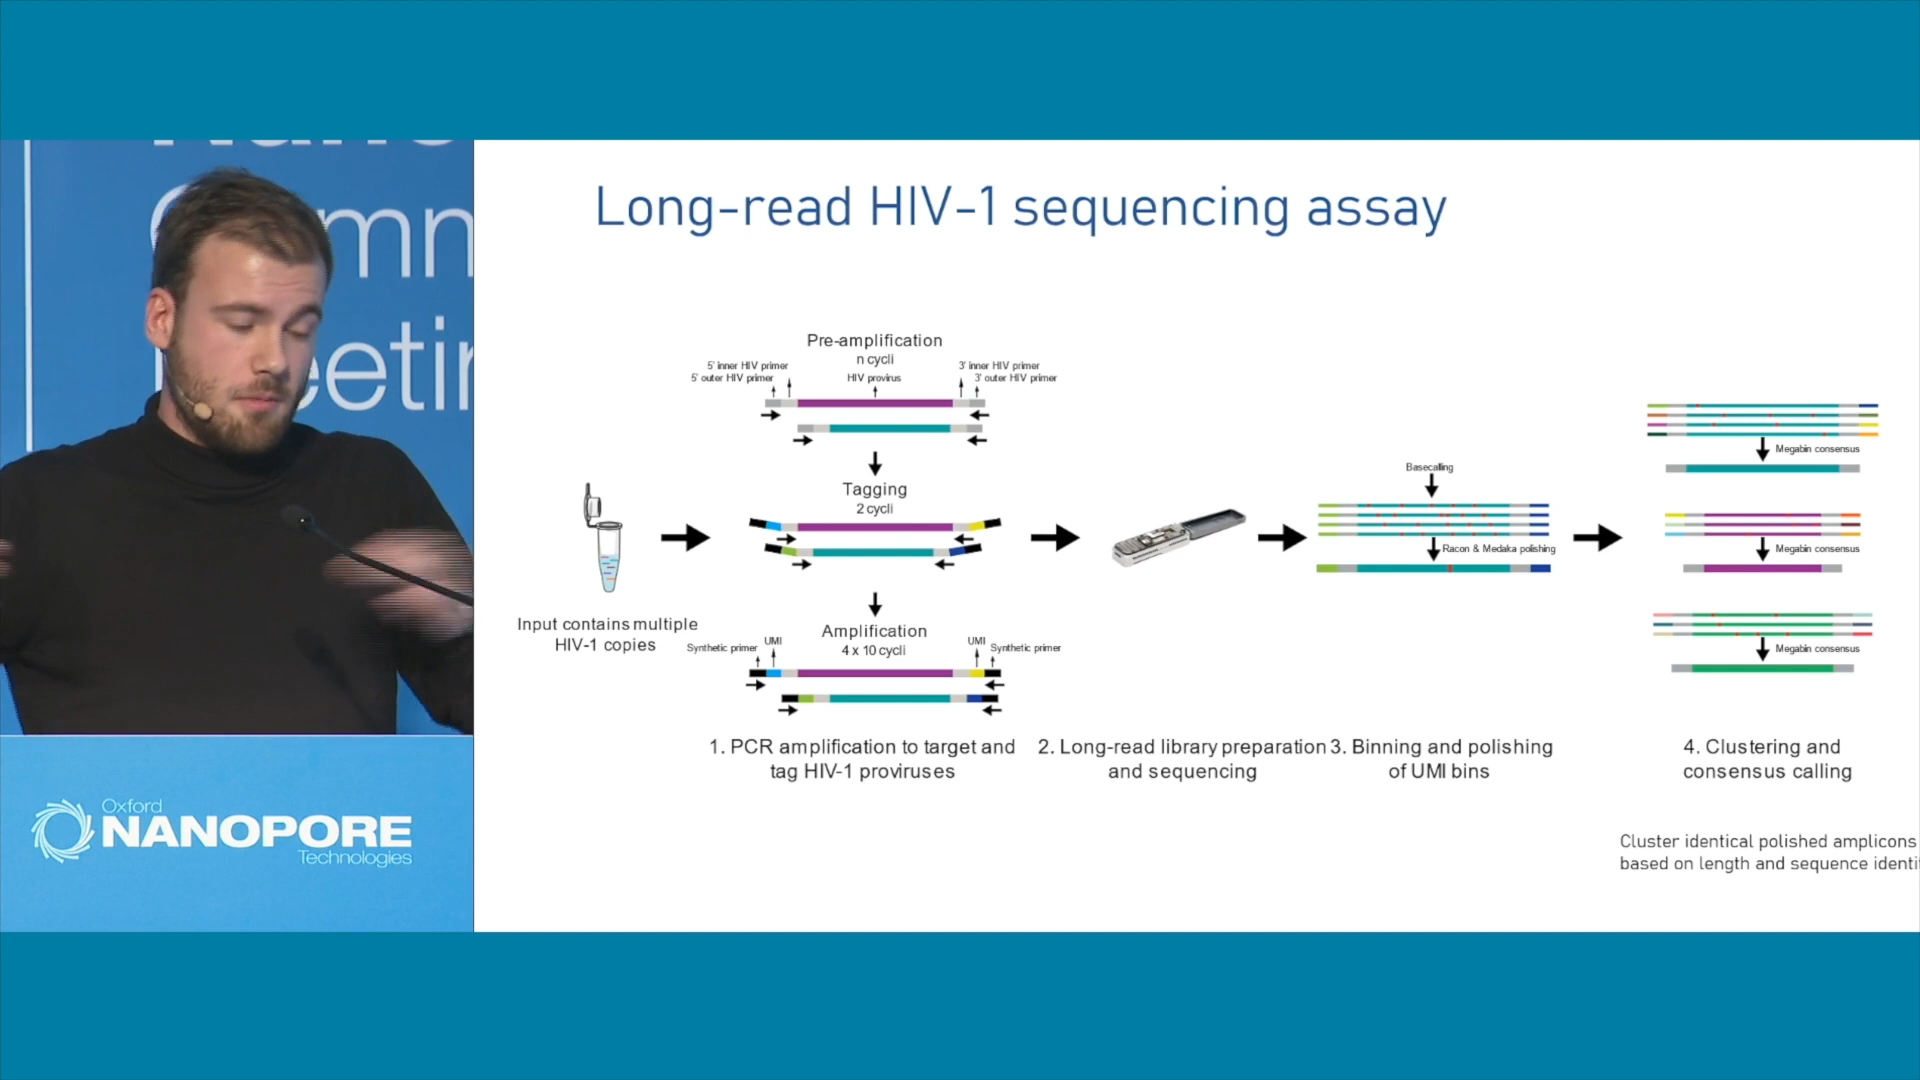 Long-read HIV-1 sequencing assay
Pre-amplification
n cycli
5' inner HIV primer
5' outer HIV primer
HIV provirus
3' inner HIV primer
3' outer HIV primer
Tagging
2 cycli
Amplification
4 x 10 cycli
Synthetic primer
UMI
UMI
Synthetic primer
Input contains multiple
HIV-1 copies
Basecalling
Racon & Medaka polishing
Megabin consensus
Megabin consensus
Megabin consensus
1. PCR amplification to target and
tag HIV-1 proviruses
2. Long-read library preparation
and sequencing
3. Binning and polishing
of UMI bins
4. Clustering and
consensus calling
Cluster identical polished amplicons
based on length and sequence
Oxford
NANOPORE
Technologies